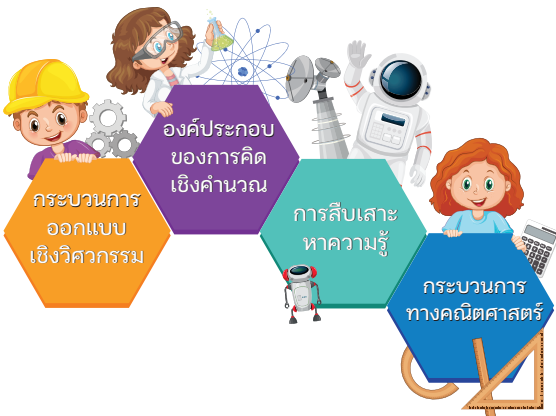 กระบวนการ
ออกแบบ
เชิงวิศวกรรม
องค์ประกอบ
ของการคิด
เชิงคำนวณ
การสืบเสาะ
หาความรู้
กระบวนการ
ทางคณิตศาสตร์